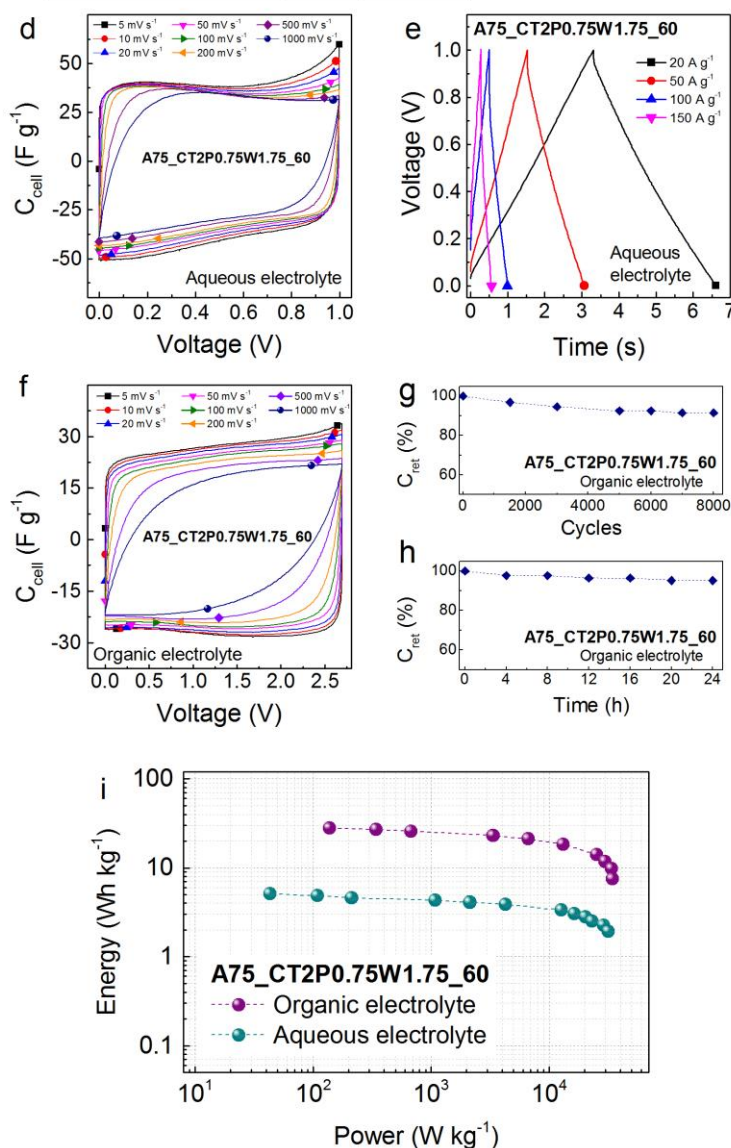 d
5 mV s⁻¹
50 mV s⁻¹
500 mV s⁻¹
10 mV s⁻¹
100 mV s⁻¹
1000 mV s⁻¹
20 mV s⁻¹
200 mV s⁻¹
50
25
0
-25
-50
C_cell (F g⁻¹)
A75_CT2P0.75W1.75_60
Aqueous electrolyte
0.0 0.2 0.4 0.6 0.8 1.0
Voltage (V)
e
A75_CT2P0.75W1.75_60
20 A g⁻¹
50 A g⁻¹
100 A g⁻¹
150 A g⁻¹
1.0
0.8
0.6
0.4
0.2
0.0
Voltage (V)
Aqueous
electrolyte
0 1 2 3 4 5 6 7
Time (s)
f
5 mV s⁻¹
50 mV s⁻¹
500 mV s⁻¹
10 mV s⁻¹
100 mV s⁻¹
1000 mV s⁻¹
20 mV s⁻¹
200 mV s⁻¹
30
15
0
-15
-30
C_cell (F g⁻¹)
A75_CT2P0.75W1.75_60
Organic electrolyte
0.0 0.5 1.0 1.5 2.0 2.5
Voltage (V)
g
100
80
60
C_ret (%)
A75_CT2P0.75W1.75_60
Organic electrolyte
0 2000 4000 6000 8000
Cycles
h
100
80
60
C_ret (%)
A75_CT2P0.75W1.75_60
Organic electrolyte
0 4 8 12 16 20 24
Time (h)
i
100
10
1
0.1
Energy (Wh kg⁻¹)
A75_CT2P0.75W1.75_60
Organic electrolyte
Aqueous electrolyte
10¹ 10² 10³ 10⁴
Power (W kg⁻¹)